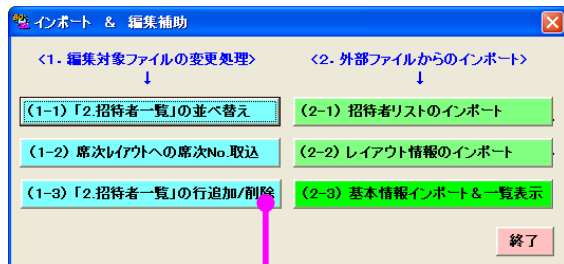 インポート ＆ 編集補助
<1. 編集対象ファイルの変更処理>
↓
(1-1)「2.招待者一覧」の並べ替え
(1-2) 席次ﾚｲｱｳﾄへの席次No.取込
(1-3)「2.招待者一覧」の行追加/削除
<2. 外部ファイルからのインポート>
↓
(2-1) 招待者リストのインポート
(2-2) レイアウト情報のインポート
(2-3) 基本情報インポート＆一覧表示
終了